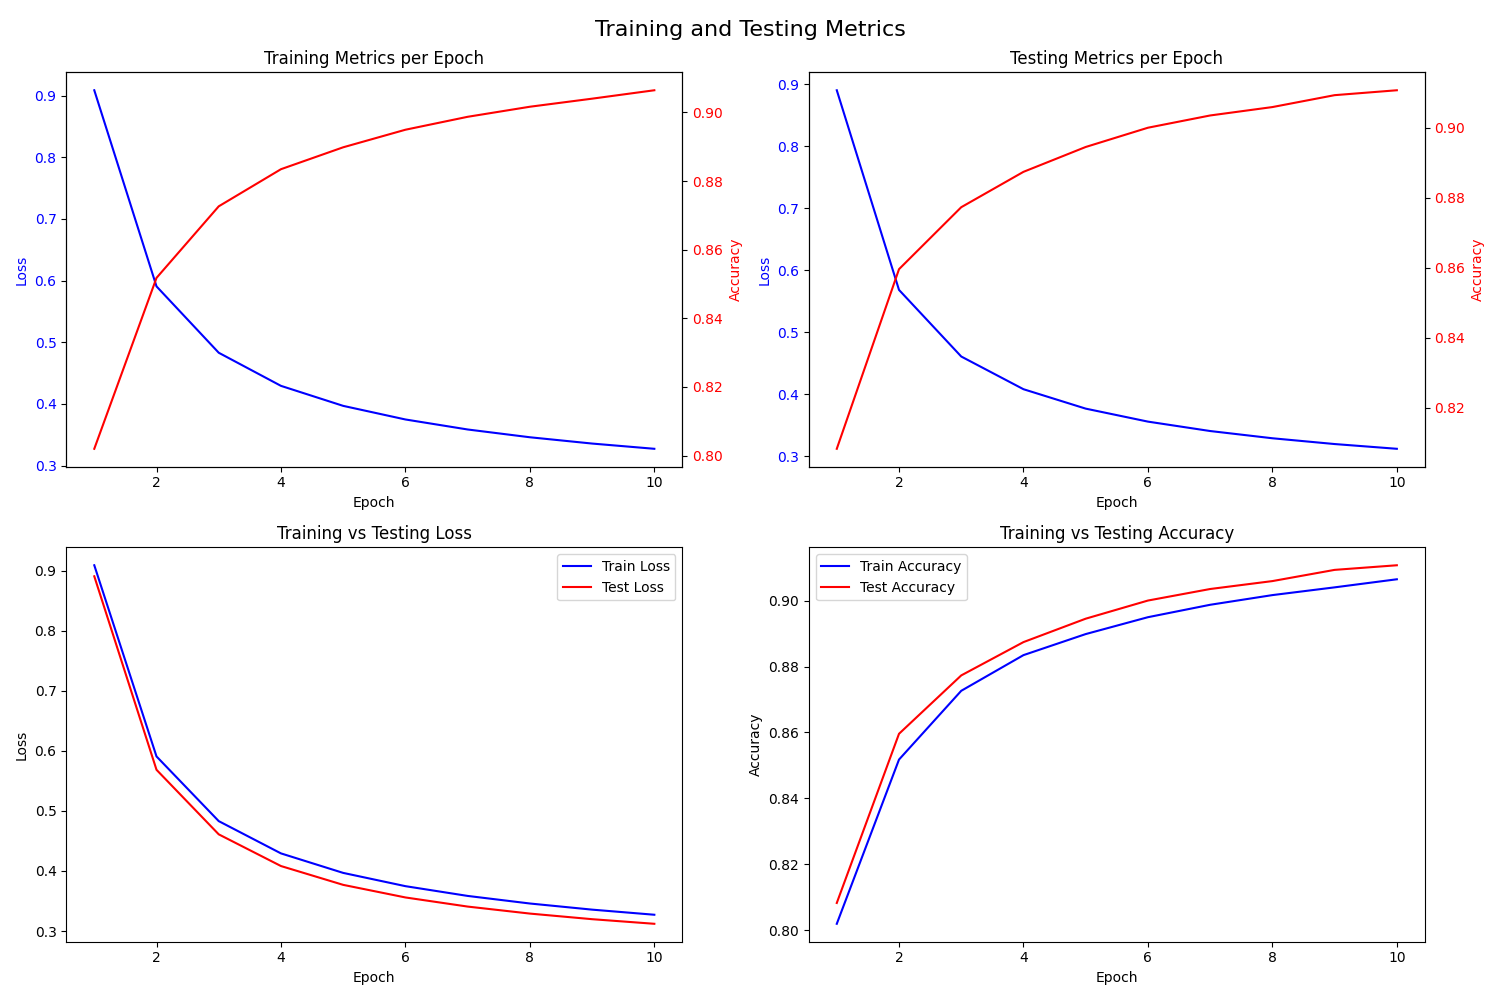 Training and Testing Metrics
Training Metrics per Epoch
Loss
0.9
0.8
0.7
0.6
0.5
0.4
0.3
0.90
0.88
0.86
0.84
0.82
0.80
Accuracy
2 4 6 8 10
Epoch
Testing Metrics per Epoch
Loss
0.9
0.8
0.7
0.6
0.5
0.4
0.3
0.90
0.88
0.86
0.84
0.82
Accuracy
2 4 6 8 10
Epoch
Training vs Testing Loss
Train Loss
Test Loss
Loss
0.9
0.8
0.7
0.6
0.5
0.4
0.3
2 4 6 8 10
Epoch
Training vs Testing Accuracy
Train Accuracy
Test Accuracy
Accuracy
0.90
0.88
0.86
0.84
0.82
0.80
2 4 6 8 10
Epoch